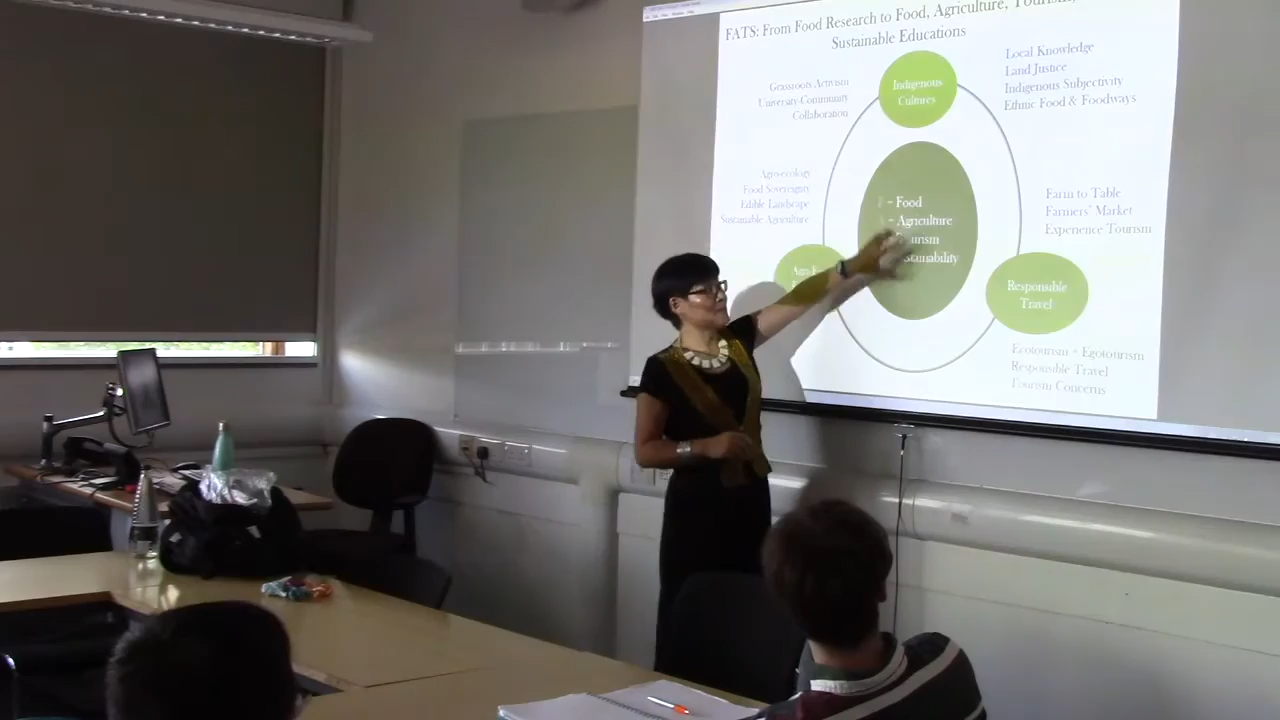 FATS: From Food Research to Food, Agriculture, Tourism,
Sustainable Educations
Indigenous
Cultures
Local Knowledge
Land Justice
Indigenous Subjectivity
Ethnic Food & Foodways
Grassroots Activism
University-Community
Collaboration
Agro-ecology
Food Sovereignty
Edible Landscape
Sustainable Agriculture
- Food
- Agriculture
Tourism
Farm to Table
Farmers' Market
Experience Tourism
Responsible
Travel
Ecotourism + Egotourism
Responsible Travel
Tourism Concerns